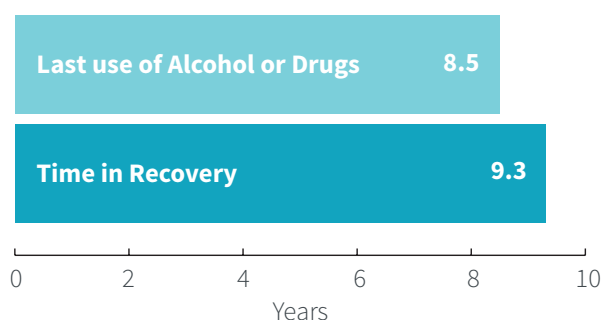 Last use of Alcohol or Drugs 8.5
Time in Recovery 9.3
0 2 4 6 8 10
Years